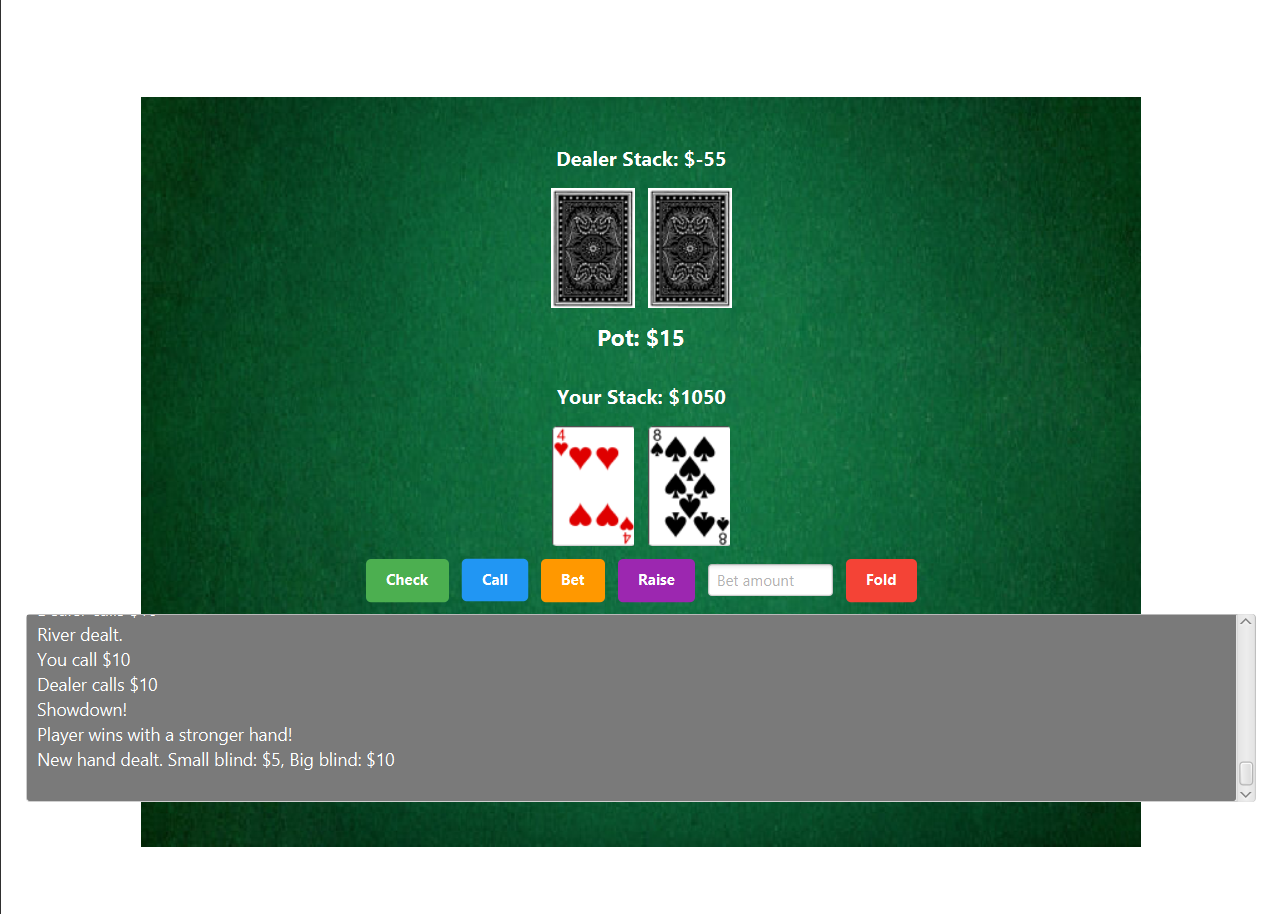 Dealer Stack: $-55
Pot: $15
Your Stack: $1050
4 8
4 8
Check Call Bet Raise Bet amount Fold
River dealt.
You call $10
Dealer calls $10
Showdown!
Player wins with a stronger hand!
New hand dealt. Small blind: $5, Big blind: $10